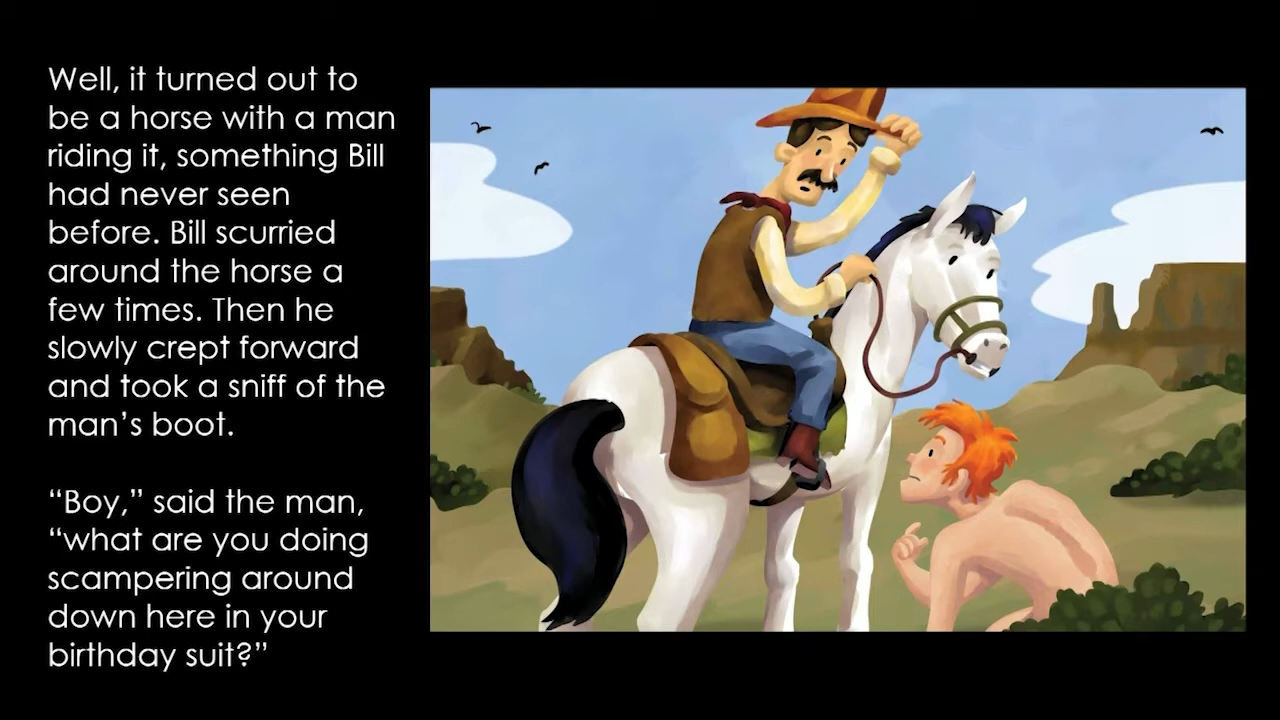 Well, it turned out to
be a horse with a man
riding it, something Bill
had never seen
before. Bill scurried
around the horse a
few times. Then he
slowly crept forward
and took a sniff of the
man’s boot.
“Boy,” said the man,
“what are you doing
scampering around
down here in your
birthday suit?”